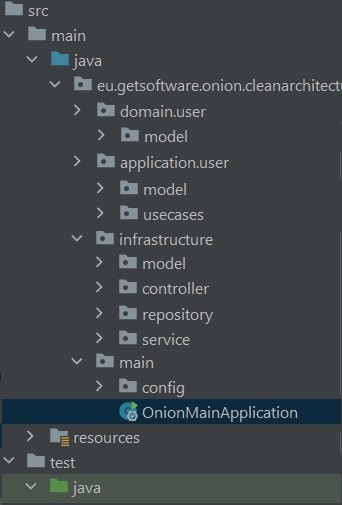 src
main
java
eu.getsoftware.onion.cleanarchitectu
domain.user
model
application.user
model
usecases
infrastructure
model
controller
repository
service
main
config
OnionMainApplication
resources
test
java